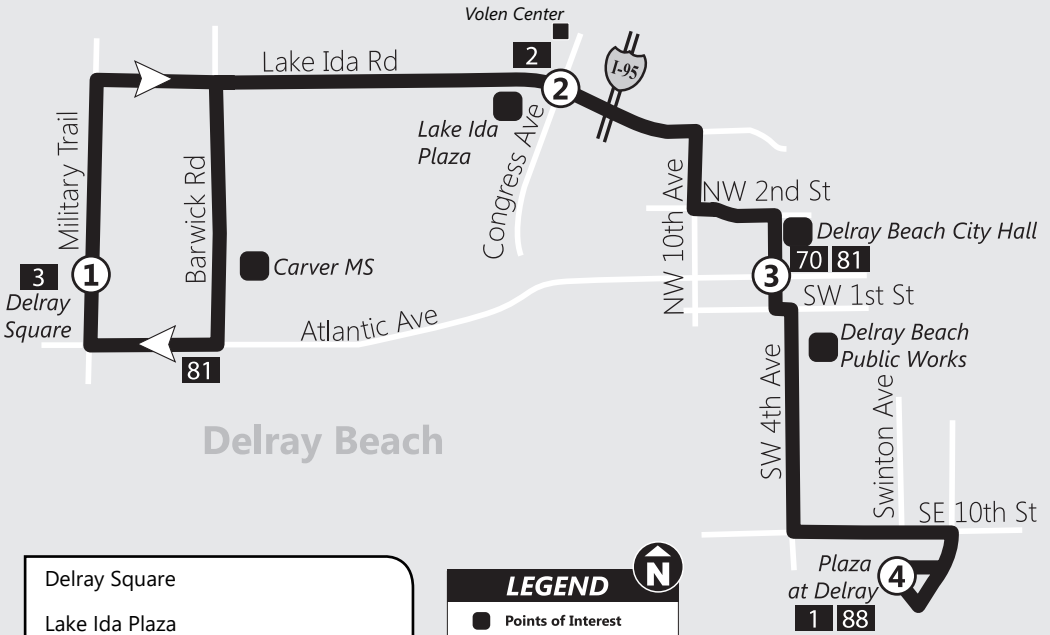 Volen Center
2
I-95
Lake Ida Rd
2
Lake Ida
Plaza
Congress Ave
Military Trail
Barwick Rd
NW 10th Ave
NW 2nd St
Delray Beach City Hall
70 81
3
1
Delray
Square
Carver MS
3
SW 1st St
Atlantic Ave
Delray Beach
Public Works
81
SW 4th Ave
Swinton Ave
Delray Beach
SE 10th St
Plaza
at Delray
4
1 88
Delray Square
Lake Ida Plaza
LEGEND
N
Points of Interest